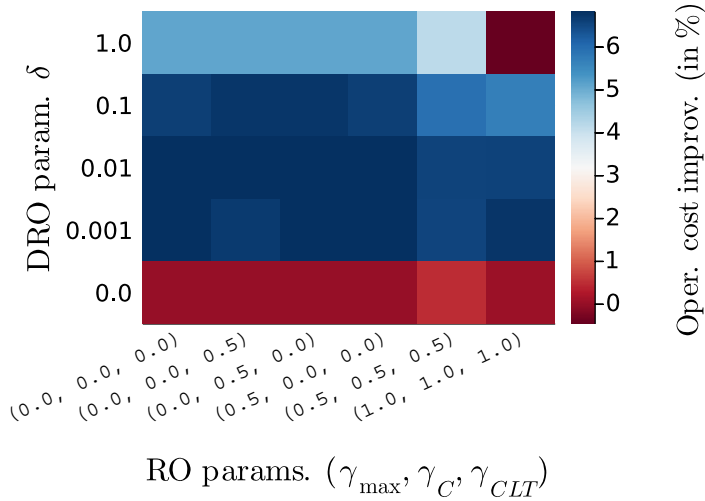 DRO param. δ
1.0
0.1
0.01
0.001
0.0
(0.0, 0.0, 0.0)
(0.0, 0.0, 0.5)
(0.0, 0.5, 0.0)
(0.5, 0.0, 0.0)
(0.5, 0.5, 0.5)
(1.0, 1.0, 1.0)
RO params. (γ_max, γ_C, γ_CLT)
6
5
4
3
2
1
0
Oper. cost improv. (in %)